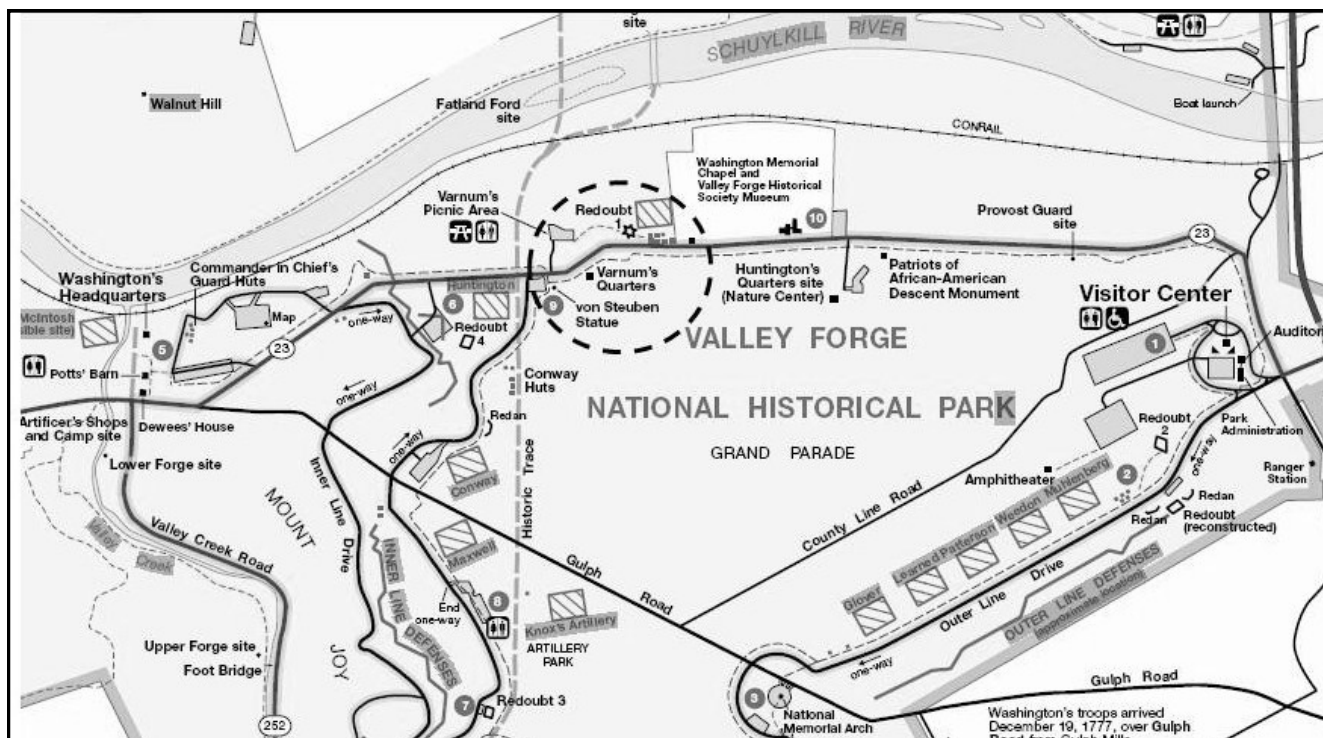 site
SCHUYLKILL RIVER
Walnut Hill
Fatland Ford
site
Boat launch
CONRAIL
Washington Memorial
Chapel and
Valley Forge Historical
Society Museum
Varnum's
Picnic Area
Redoubt
1
10
Provost Guard
site
23
Washington's
Headquarters
Commander in Chief's
Guard Huts
Huntington
Varnum's
Quarters
Huntington's
Quarters site
(Nature Center)
Patriots of
African-American
Descent Monument
Visitor Center
McIntosh
Map
one-way
6
Redoubt
4
9
von Steuben
Statue
VALLEY FORGE
1
5
23
Potts' Barn
one-way
Conway
Huts
NATIONAL HISTORICAL PARK
Redoubt
2
Park
Administration
Artificer's Shops
and Camp site
Dewees' House
Redan
one-way
GRAND PARADE
one-way
Lower Forge site
Amphitheater
2
Ranger
Station
Conway
Redan
Redan
Redoubt
(reconstructed)
MOUNT
JOY
Inner Line Drive
Historic Trace
County Line Road
Glover
Learned
Patterson
Weedon
Muhlenberg
Valley Creek Road
Valley
Creek
INNER LINE DEFENSES
Maxwell
Gulph Road
Outer Line Drive
OUTER LINE DEFENSES
(approximate location)
End
one-way
8
Knox's Artillery
ARTILLERY
PARK
Upper Forge site
Foot Bridge
one-way
Gulph Road
7
Redoubt 3
3
National
Memorial Arch
252
Washington's troops arrived
December 19, 1777, over Gulph